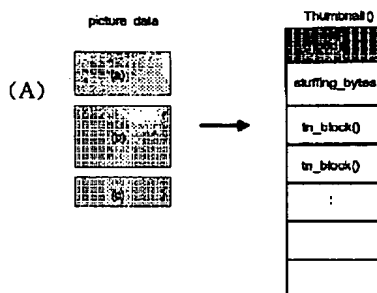 picture data
Thumbnail()
(A)
(a)
stuffing_bytes
(b)
tn_block()
tn_block()
(c)
: